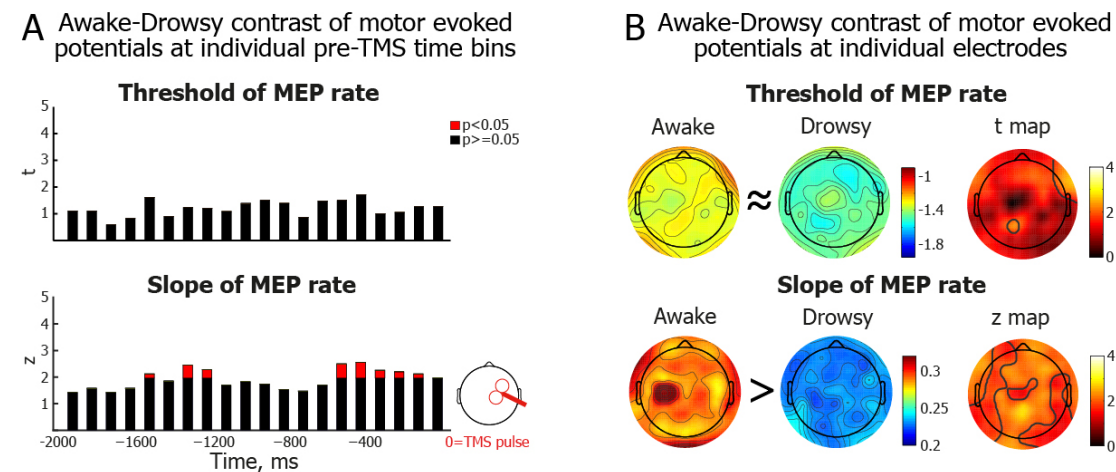 A
Awake-Drowsy contrast of motor evoked
potentials at individual pre-TMS time bins
Threshold of MEP rate
5
4
3
2
1
t
p<0.05
p>=0.05
Slope of MEP rate
5
4
3
2
1
z
-2000
−1600
−1200
−800
−400
Time, ms
0=TMS pulse
B
Awake-Drowsy contrast of motor evoked
potentials at individual electrodes
Threshold of MEP rate
Awake
Drowsy
t map
≈
-1
-1.4
-1.8
4
2
0
Slope of MEP rate
Awake
Drowsy
z map
>
0.3
0.25
0.2
4
2
0